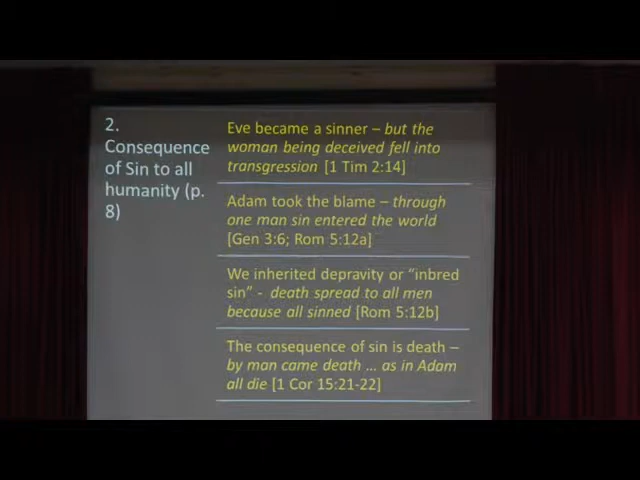 2.
Consequence
of Sin to all
humanity (p.
8)
Eve became a sinner – but the
woman being deceived fell into
transgression [1 Tim 2:14]
Adam took the blame – through
one man sin entered the world
[Gen 3:6; Rom 5:12a]
We inherited depravity or "inbred
sin" - death spread to all men
because all sinned [Rom 5:12b]
The consequence of sin is death –
by man came death … as in Adam
all die [1 Cor 15:21-22]